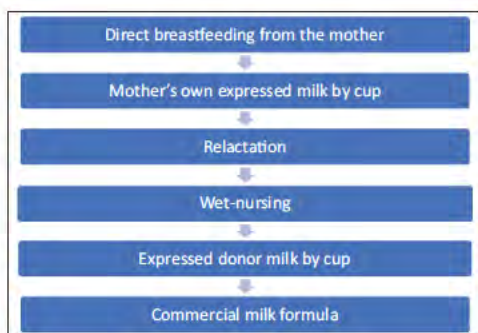 Direct breastfeeding from the mother
Mother's own expressed milk by cup
Relactation
Wet-nursing
Expressed donor milk by cup
Commercial milk formula